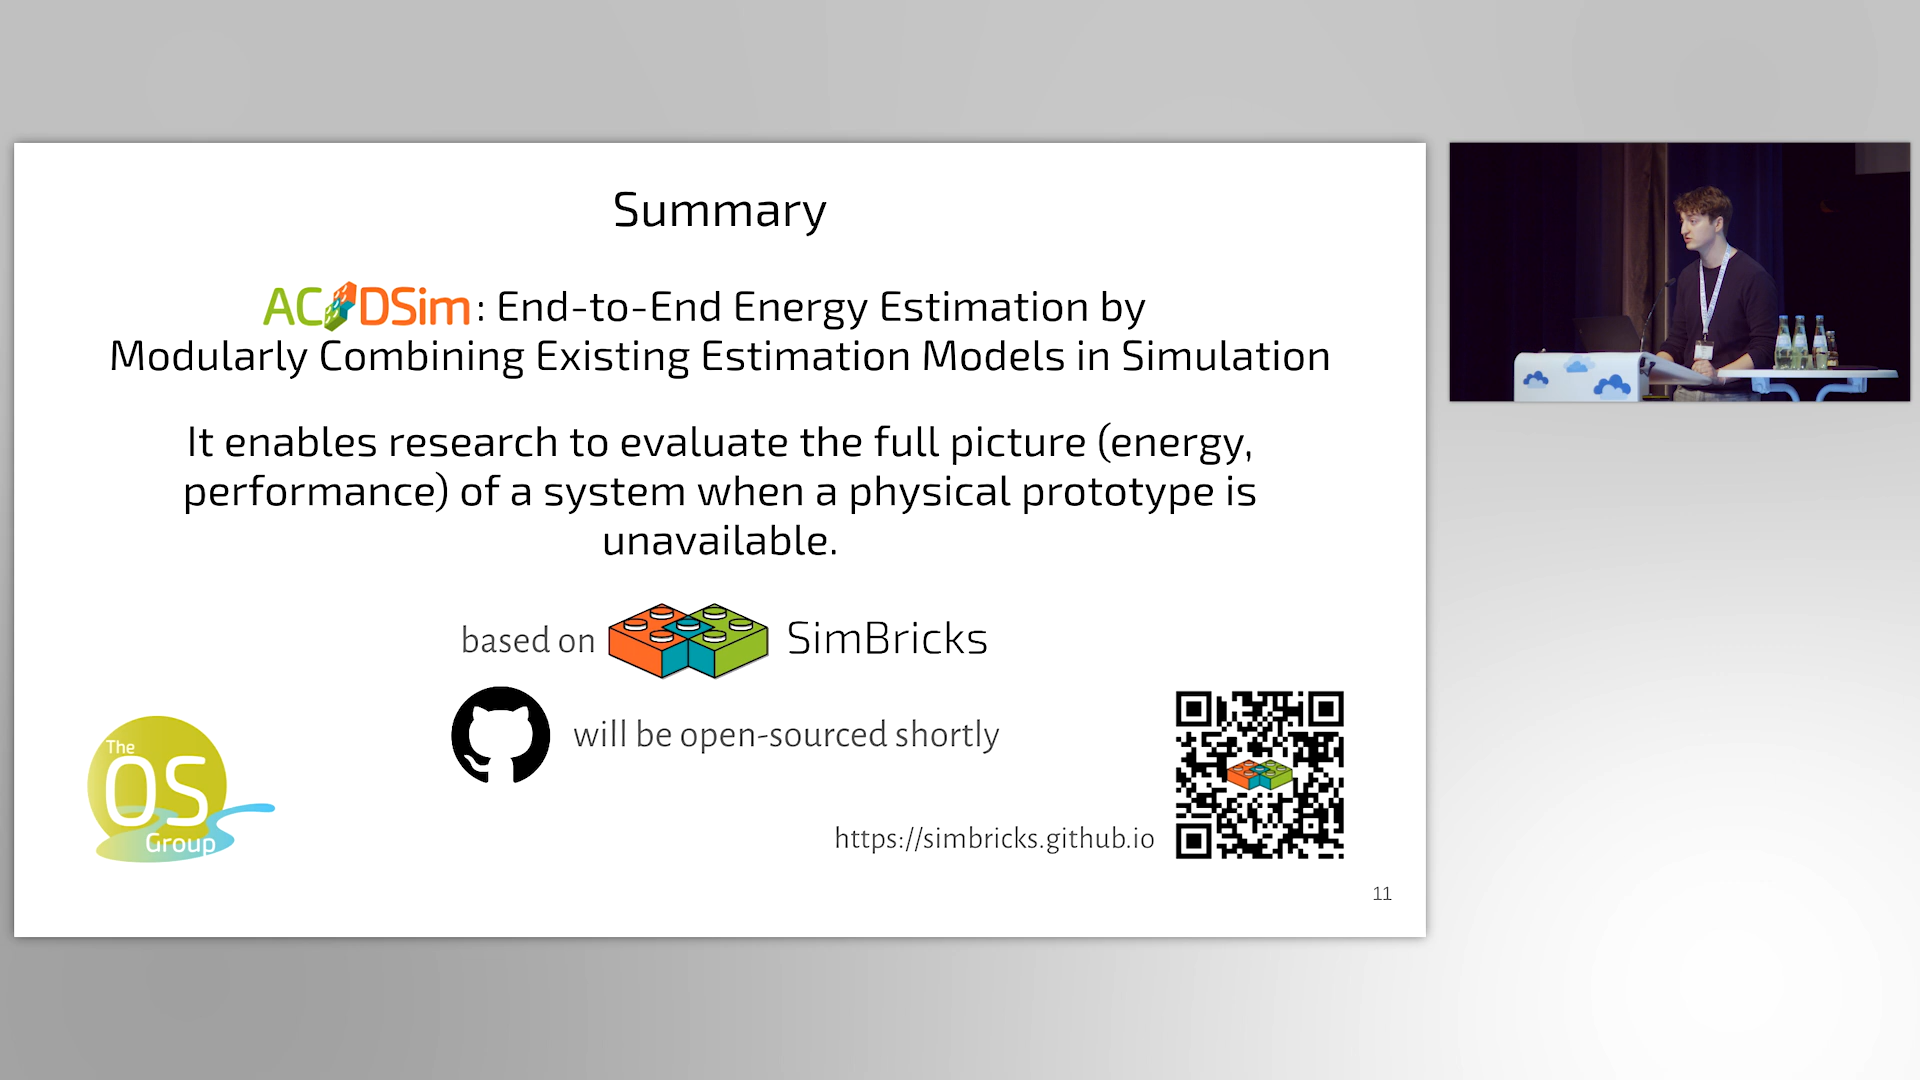 Summary
AC DSim: End-to-End Energy Estimation by
Modularly Combining Existing Estimation Models in Simulation
It enables research to evaluate the full picture (energy,
performance) of a system when a physical prototype is
unavailable.
based on SimBricks
will be open-sourced shortly
The
OS
Group
https://simbricks.github.io
11